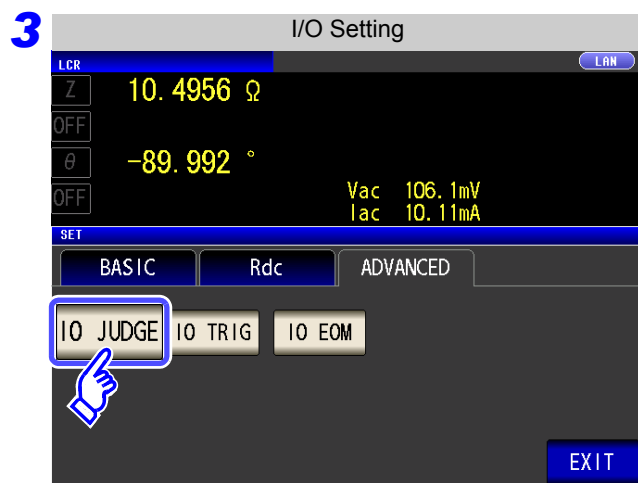 3
I/O Setting
LCR
LAN
Z 10.4956 Ω
OFF
θ -89.992 °
OFF
Vac 106.1mV
Iac 10.11mA
SET
BASIC Rdc ADVANCED
IO JUDGE IO TRIG IO EOM
EXIT